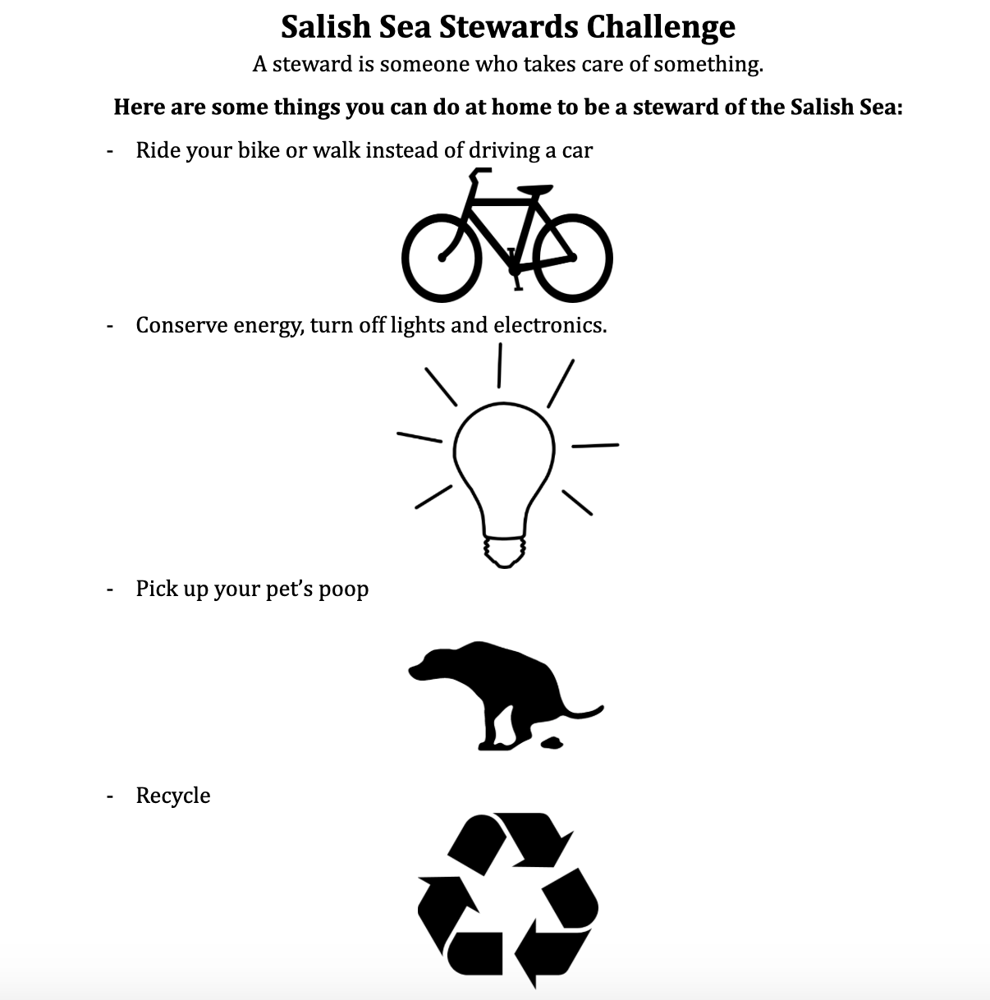 Salish Sea Stewards Challenge
A steward is someone who takes care of something.
Here are some things you can do at home to be a steward of the Salish Sea:
- Ride your bike or walk instead of driving a car
- Conserve energy, turn off lights and electronics.
- Pick up your pet’s poop
- Recycle